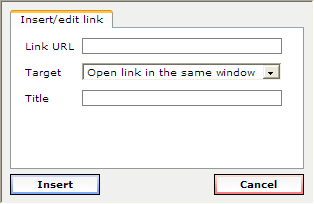 Insert/edit link
Link URL
Target Open link in the same window
Title
Insert Cancel